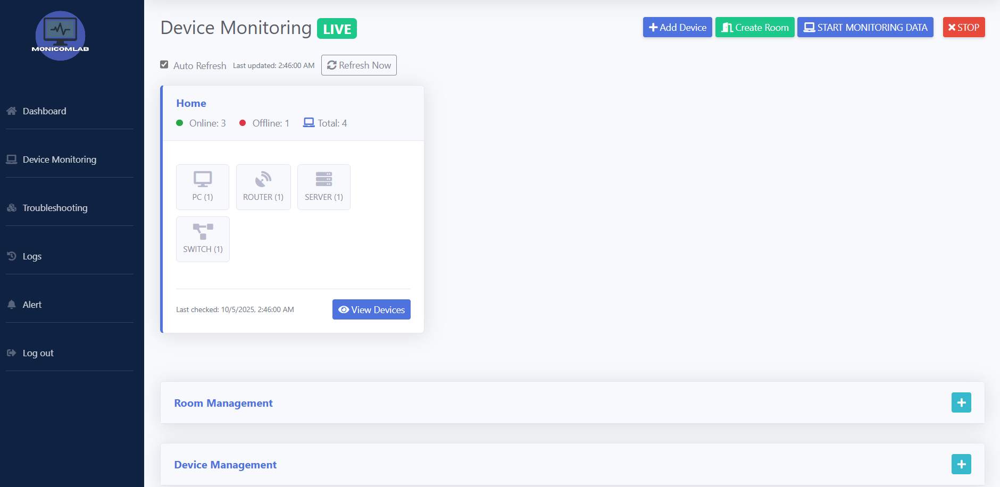 MONICOMLAB
Dashboard
Device Monitoring
Troubleshooting
Logs
Alert
Log out
Device Monitoring LIVE
Add Device
Create Room
START MONITORING DATA
STOP
Auto Refresh Last updated: 2:46:00 AM Refresh Now
Home
Online: 3 Offline: 1 Total: 4
PC (1) ROUTER (1) SERVER (1)
SWITCH (1)
Last checked: 10/5/2025, 2:46:00 AM View Devices
Room Management
Device Management